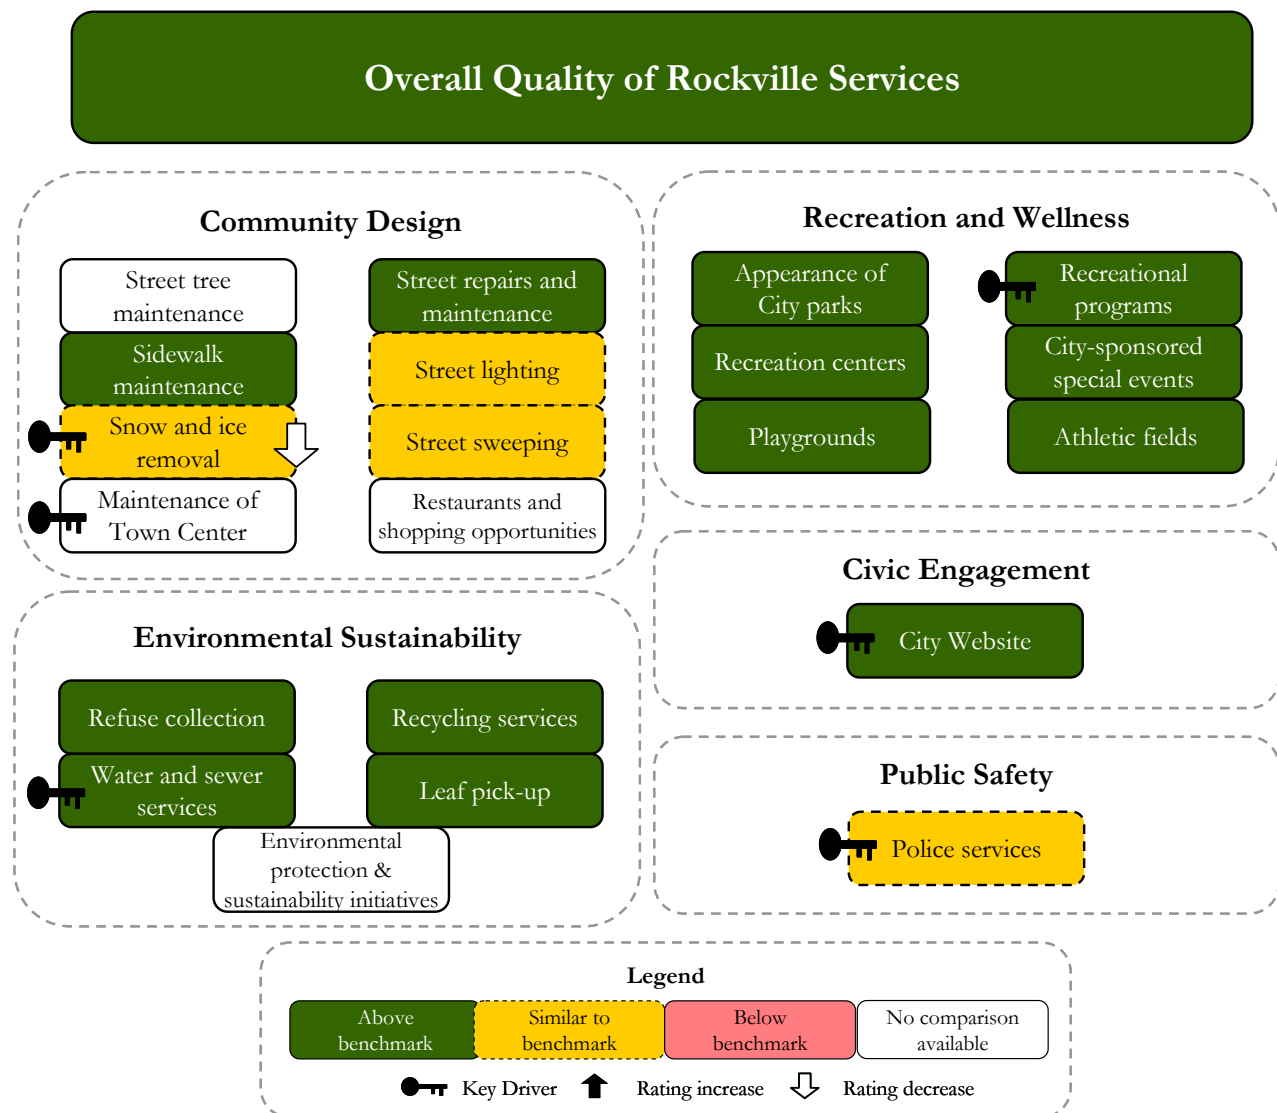 Overall Quality of Rockville Services
Community Design
Street tree
maintenance
Sidewalk
maintenance
Snow and ice
removal
Maintenance of
Town Center
Street repairs and
maintenance
Street lighting
Street sweeping
Restaurants and
shopping opportunities
Recreation and Wellness
Appearance of
City parks
Recreation centers
Playgrounds
Recreational
programs
City-sponsored
special events
Athletic fields
Civic Engagement
City Website
Environmental Sustainability
Refuse collection
Water and sewer
services
Recycling services
Leaf pick-up
Environmental
protection &
sustainability initiatives
Public Safety
Police services
Legend
Above
benchmark
Similar to
benchmark
Below
benchmark
No comparison
available
Key Driver
Rating increase
Rating decrease